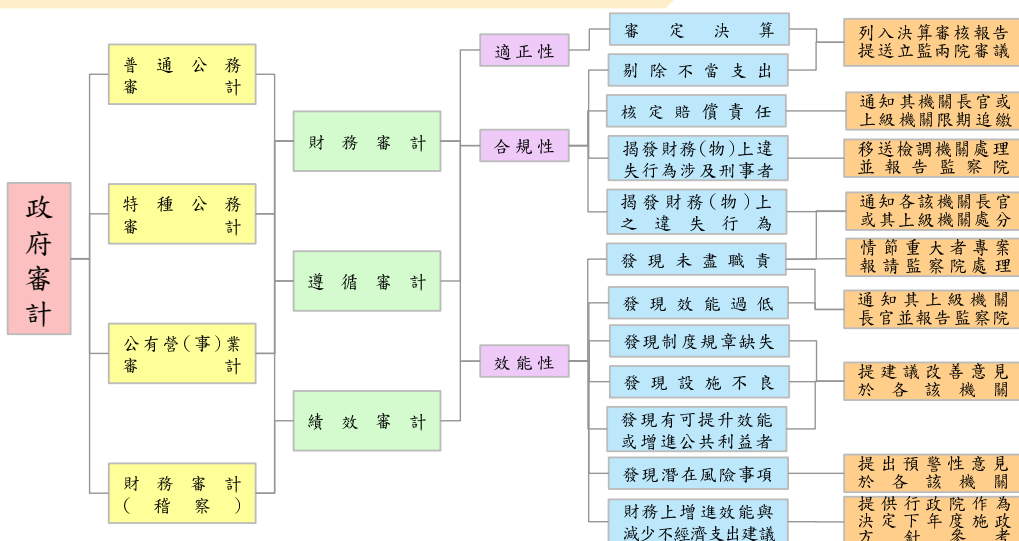 政府審計
普通公務
審計
特種公務
審計
公有營(事)業
審計
財務審計
(稽察)
財務審計
遵循審計
績效審計
適正性
合規性
效能性
審定決算
剔除不當支出
核定賠償責任
揭發財務(物)上違
失行為涉及刑事者
揭發財務(物)上
之違失行為
發現未盡職責
發現效能過低
發現制度規章缺失
發現設施不良
發現有可提升效能
或增進公共利益者
發現潛在風險事項
財務上增進效能與
減少不經濟支出建議
列入決算審核報告
提送立監兩院審議
通知其機關長官或
上級機關限期追繳
移送檢調機關處理
並報告監察院
通知各該機關長官
或其上級機關處分
情節重大者專案
報請監察院處理
通知其上級機關
長官並報告監察院
提建議改善意見
於各該機關
提出預警性意見
於各該機關
提供行政院作為
決定下年度施政
方針參考